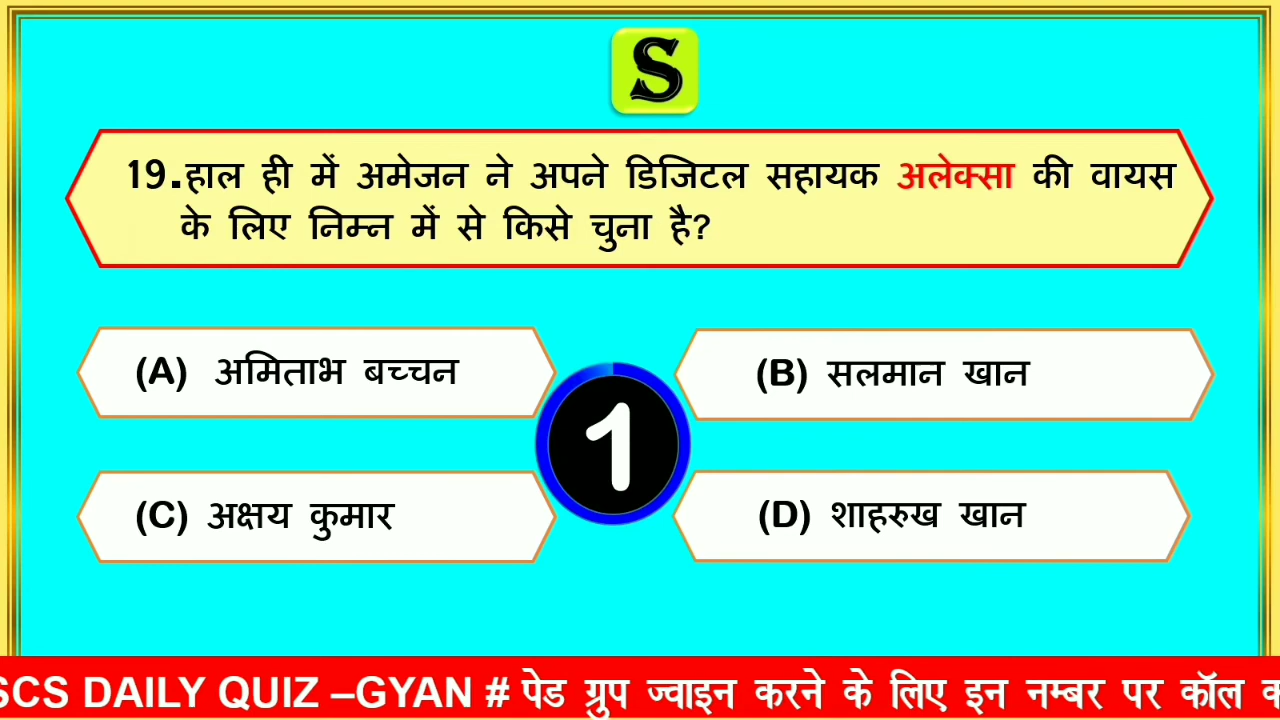 S
19.हाल ही में अमेजन ने अपने डिजिटल सहायक अलेक्सा की वायस
के लिए निम्न में से किसे चुना है?
(A) अमिताभ बच्चन
(B) सलमान खान
1
(C) अक्षय कुमार
(D) शाहरुख खान
SCS DAILY QUIZ –GYAN # पेड ग्रुप ज्वाइन करने के लिए इन नम्बर पर कॉल